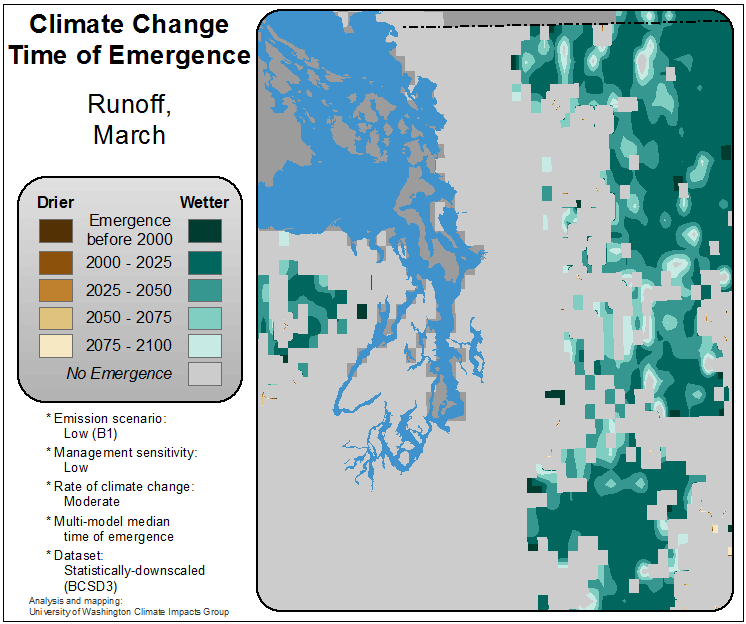 Climate Change
Time of Emergence
Runoff,
March
Drier Wetter
Emergence
before 2000
2000 - 2025
2025 - 2050
2050 - 2075
2075 - 2100
No Emergence
* Emission scenario:
Low (B1)
* Management sensitivity:
Low
* Rate of climate change:
Moderate
* Multi-model median
time of emergence
* Dataset:
Statistically-downscaled
(BCSD3)
Analysis and mapping:
University of Washington Climate Impacts Group